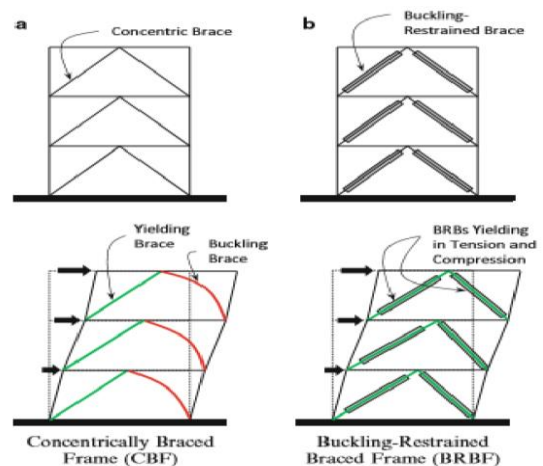 a
Concentric Brace
b
Buckling-
Restrained Brace
Yielding
Brace
Buckling
Brace
BRBs Yielding
in Tension and
Compression
Concentrically Braced
Frame (CBF)
Buckling-Restrained
Braced Frame (BRBF)